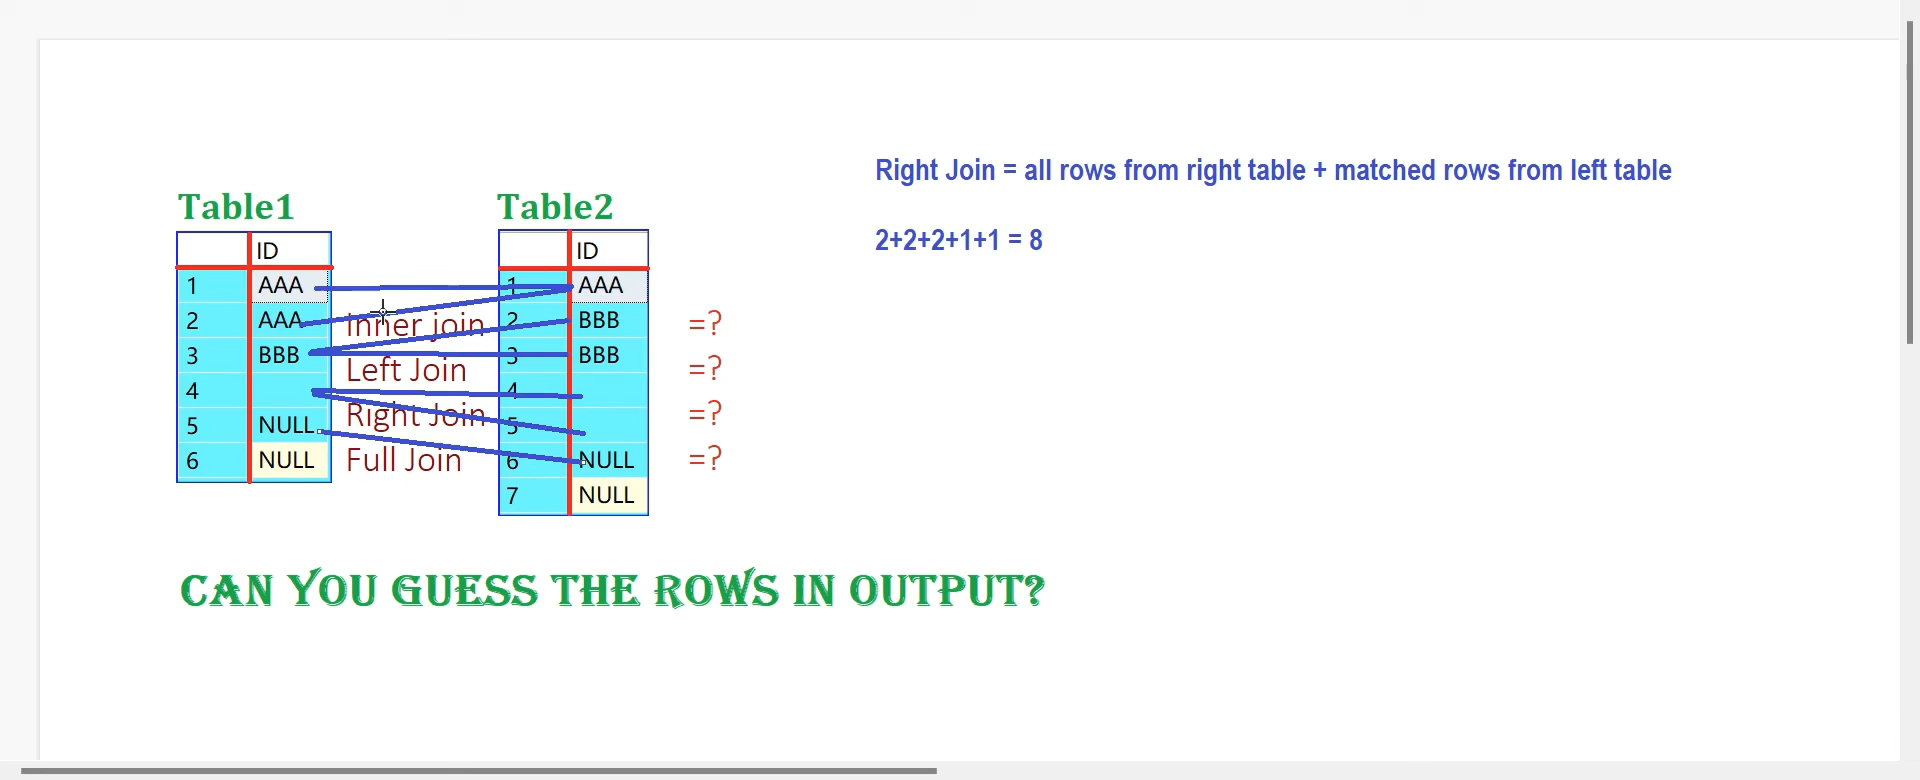 Right Join = all rows from right table + matched rows from left table
Table1
Table2
2+2+2+1+1 = 8
ID
ID
1 AAA
1 AAA
2 AAA
Inner join
2 BBB
=?
3 BBB
3 BBB
Left Join
=?
4
4
Right Join
=?
5 NULL
5
Full Join
=?
6 NULL
6 NULL
7 NULL
CAN YOU GUESS THE ROWS IN OUTPUT?